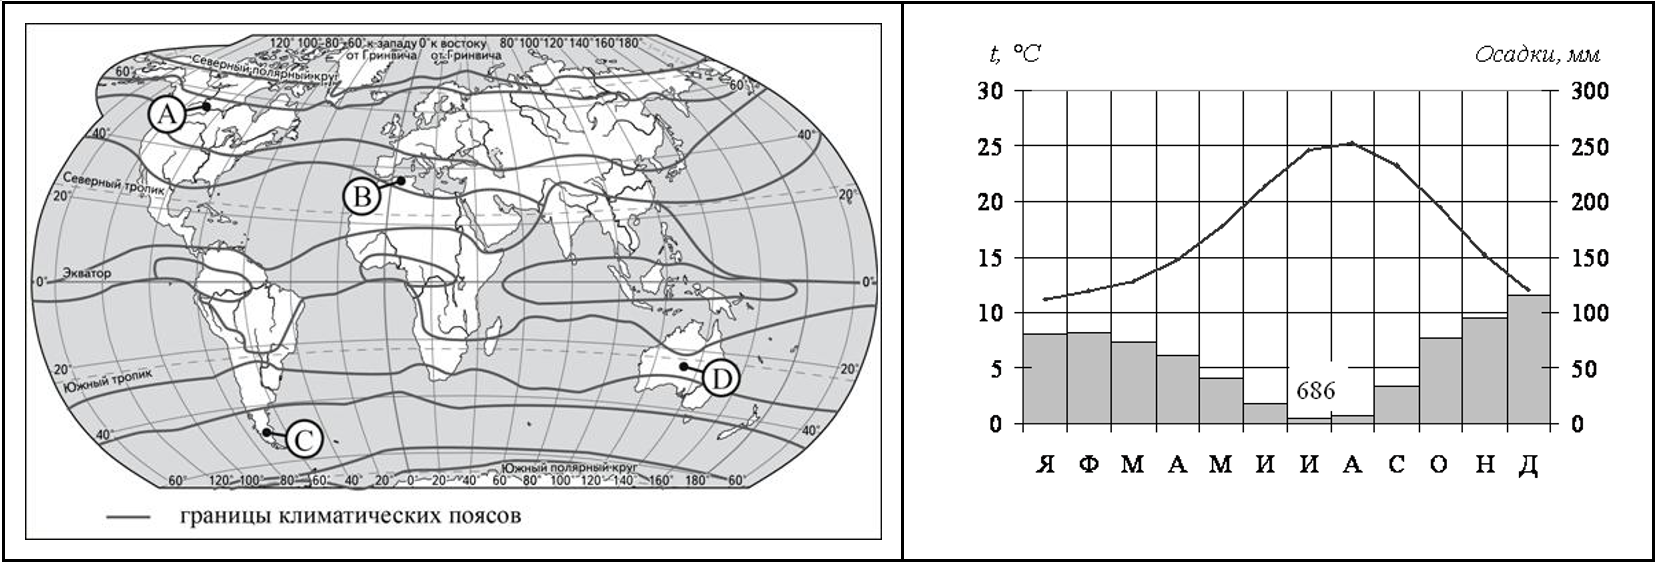 120° 100° 80° 60° к западу 0° к востоку 80° 100° 120° 140° 160° 180°
от Гринвича от Гринвича
Северный полярный круг
60° 60°
A
40° 40°
Северный тропик
B
20° 20°
Экватор
0° 0°
20° 20°
Южный тропик
D
40° 40°
C
Южный полярный круг
60° 120° 100° 80° 60° 40° 20° 0° 20° 40° 60° 80° 100° 120° 140° 160° 180° 60°
границы климатических поясов
t, °C Осадки, мм
30 300
25 250
20 200
15 150
10 100
5 50
686
0 0
Я Ф М А М И И А С О Н Д